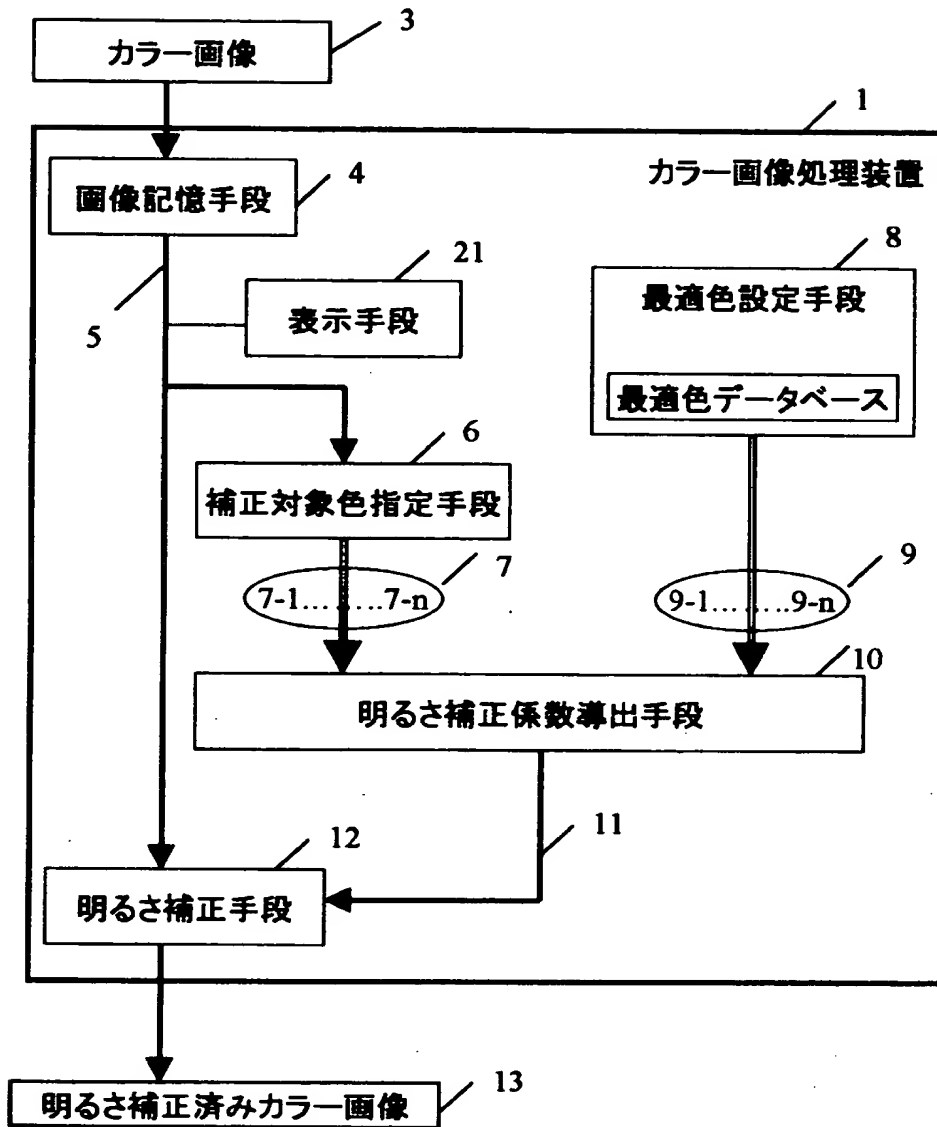 3
カラー画像
1
カラー画像処理装置
画像記憶手段
4
5
21
表示手段
8
最適色設定手段
最適色データベース
6
補正対象色指定手段
7
7-1........7-n
9
9-1........9-n
10
明るさ補正係数導出手段
11
12
明るさ補正手段
13
明るさ補正済みカラー画像